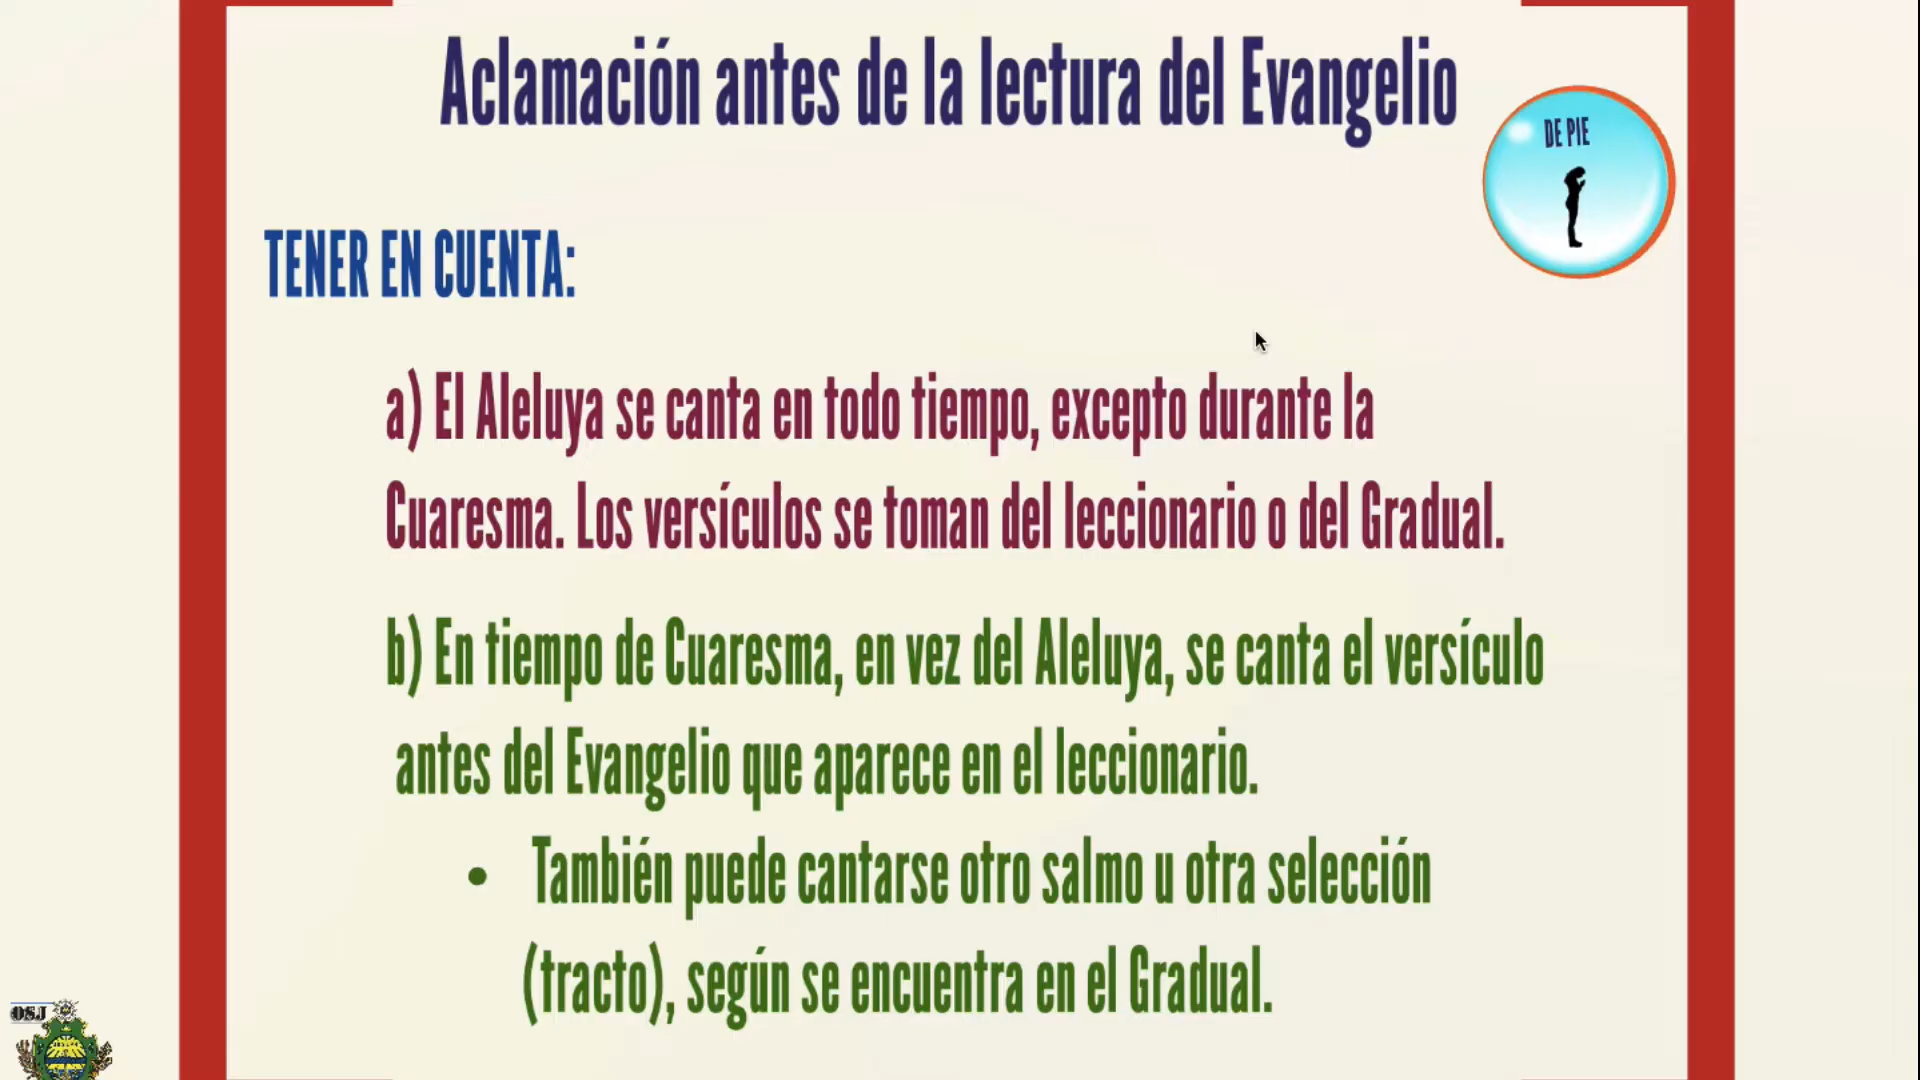 Aclamación antes de la lectura del Evangelio
DE PIE
TENER EN CUENTA:
a) El Aleluya se canta en todo tiempo, excepto durante la
Cuaresma. Los versículos se toman del leccionario o del Gradual.
b) En tiempo de Cuaresma, en vez del Aleluya, se canta el versículo
antes del Evangelio que aparece en el leccionario.
• También puede cantarse otro salmo u otra selección
(tracto), según se encuentra en el Gradual.
OSJ